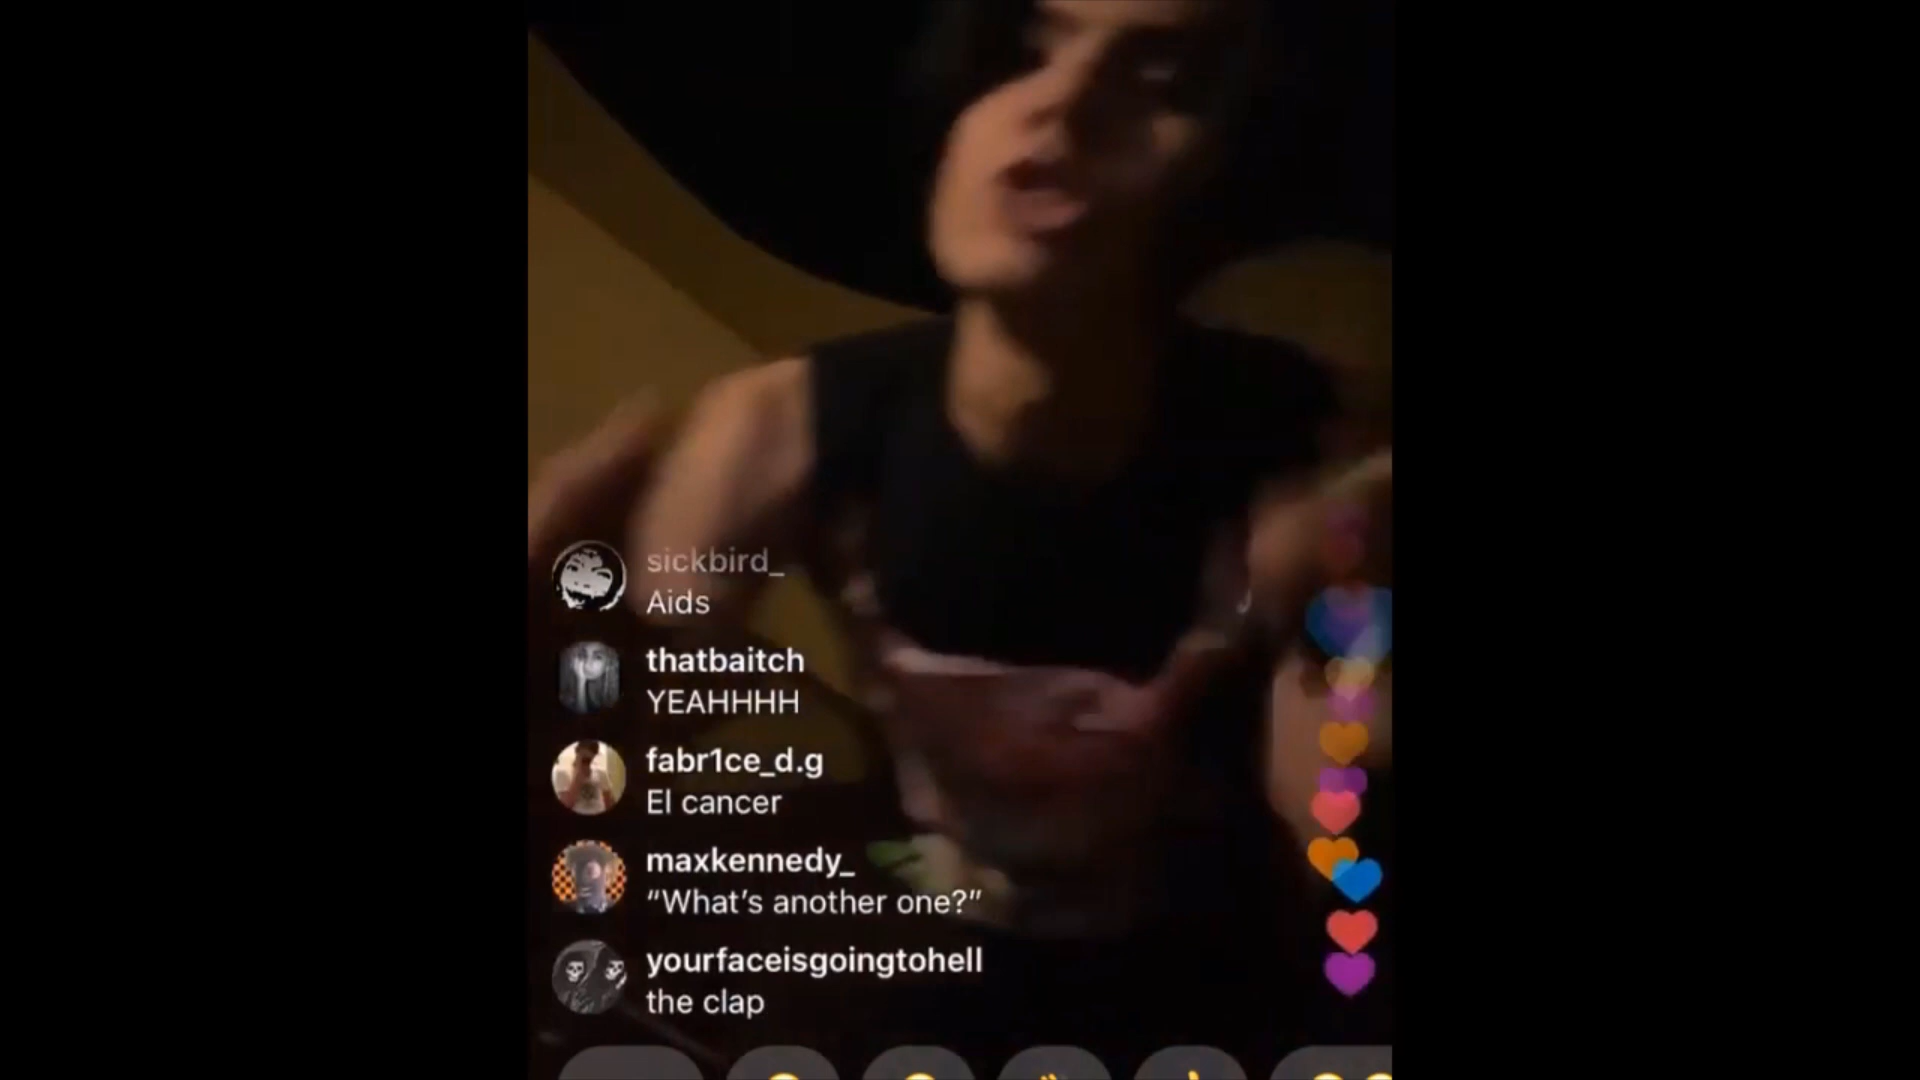 sickbird_
Aids
thatbaitch
YEAHHHH
fabr1ce_d.g
El cancer
maxkennedy_
“What’s another one?”
yourfaceisgoingtohell
the clap